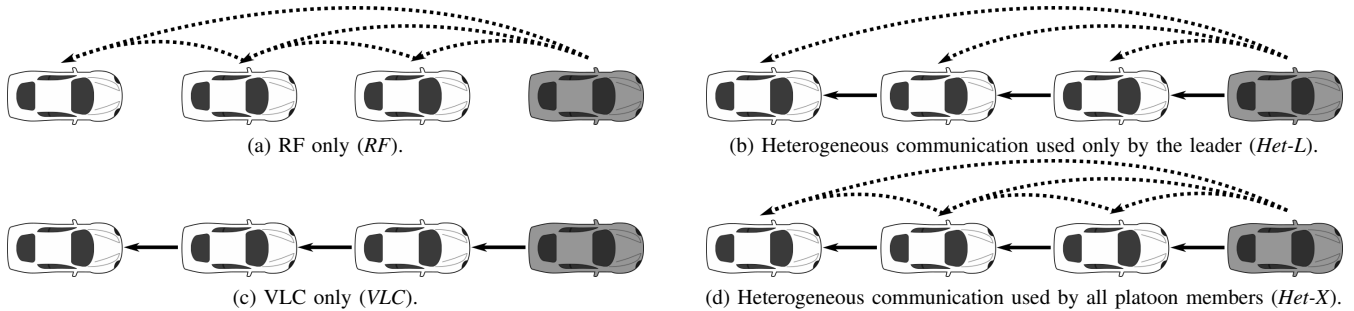 (a) RF only (RF).
(b) Heterogeneous communication used only by the leader (Het-L).
(c) VLC only (VLC).
(d) Heterogeneous communication used by all platoon members (Het-X).